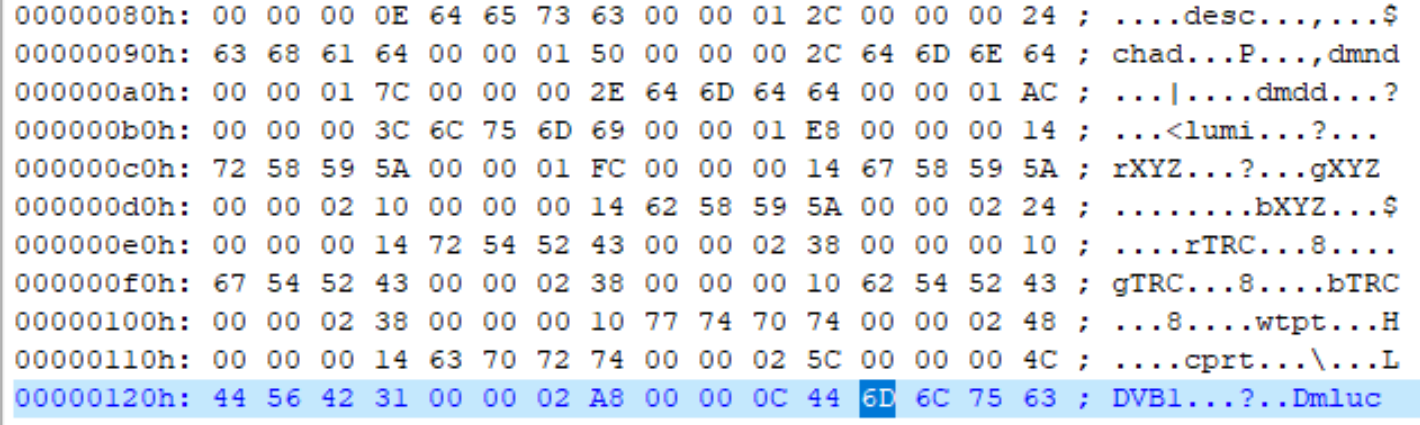 00000080h: 00 00 00 0E 64 65 73 63 00 00 01 2C 00 00 00 24 ; ....desc...,...$
00000090h: 63 68 61 64 00 00 01 50 00 00 00 2C 64 6D 6E 64 ; chad...P...,dmnd
000000a0h: 00 00 01 7C 00 00 00 2E 64 6D 64 64 00 00 01 AC ; ...|....dmdd...?
000000b0h: 00 00 00 3C 6C 75 6D 69 00 00 01 E8 00 00 00 14 ; ...<lumi...?...
000000c0h: 72 58 59 5A 00 00 01 FC 00 00 00 14 67 58 59 5A ; rXYZ...?...gXYZ
000000d0h: 00 00 02 10 00 00 00 14 62 58 59 5A 00 00 02 24 ; ........bXYZ...$
000000e0h: 00 00 00 14 72 54 52 43 00 00 02 38 00 00 00 10 ; ....rTRC...8....
000000f0h: 67 54 52 43 00 00 02 38 00 00 00 10 62 54 52 43 ; gTRC...8....bTRC
00000100h: 00 00 02 38 00 00 00 10 77 74 70 74 00 00 02 48 ; ...8....wtpt...H
00000110h: 00 00 00 14 63 70 72 74 00 00 02 5C 00 00 00 4C ; ....cprt...\...L
00000120h: 44 56 42 31 00 00 02 A8 00 00 0C 44 6D 6C 75 63 ; DVB1...?..Dmluc